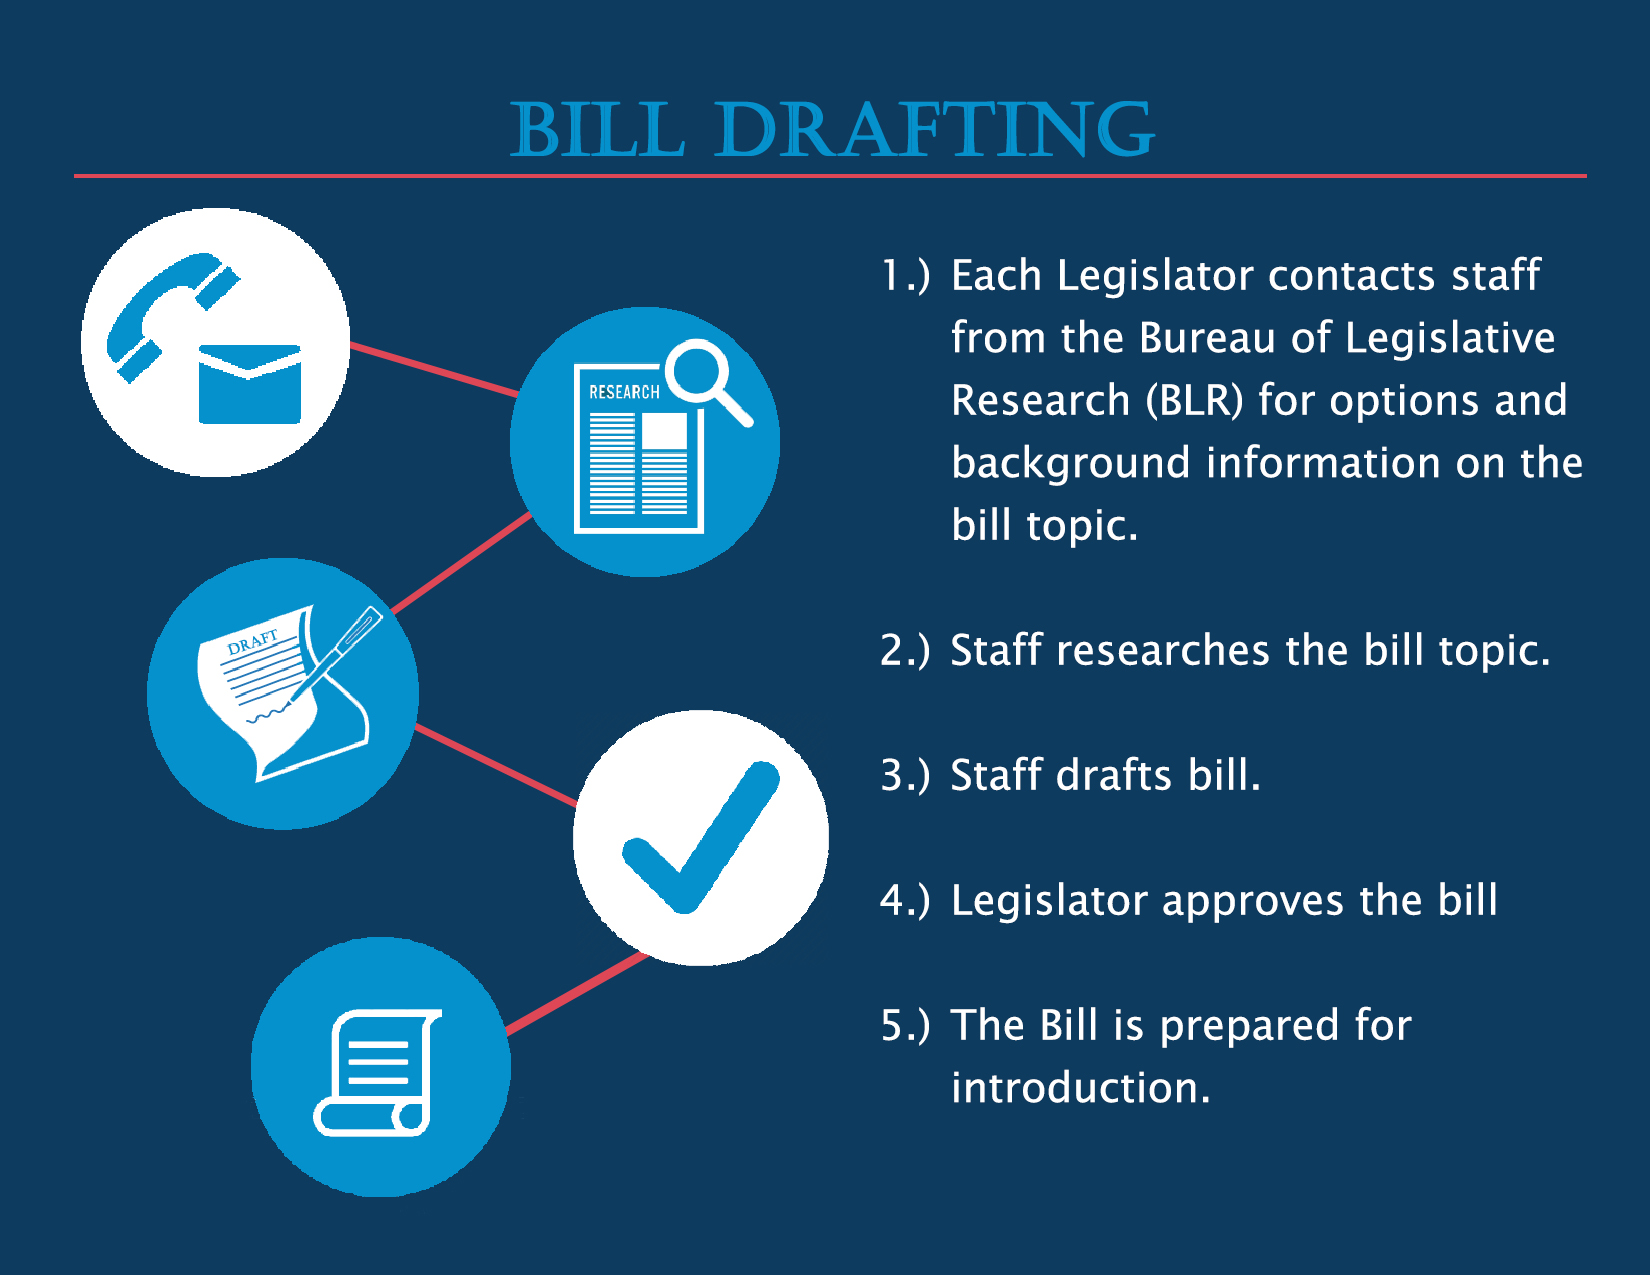 BILL DRAFTING
RESEARCH
DRAFT
1.) Each Legislator contacts staff
from the Bureau of Legislative
Research (BLR) for options and
background information on the
bill topic.
2.) Staff researches the bill topic.
3.) Staff drafts bill.
4.) Legislator approves the bill
5.) The Bill is prepared for
introduction.